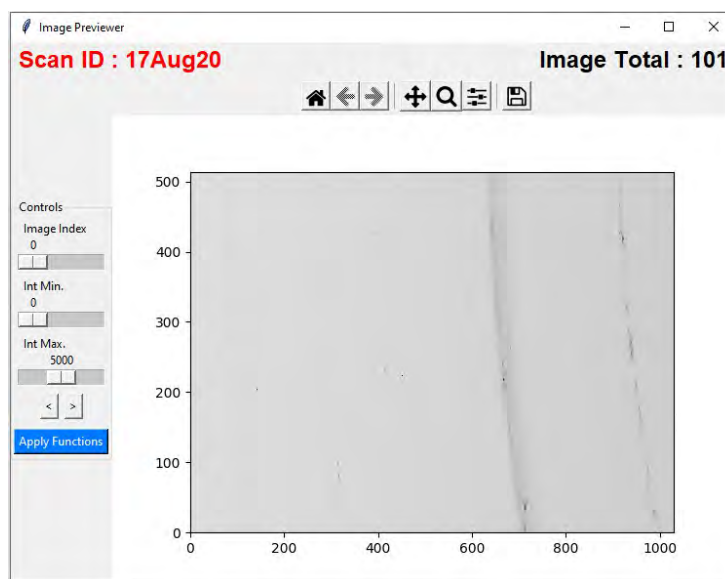 Image Previewer
Scan ID : 17Aug20
Image Total : 101
Controls
Image Index
0
Int Min.
0
Int Max.
5000
< >
Apply Functions
500
400
300
200
100
0
0 200 400 600 800 1000